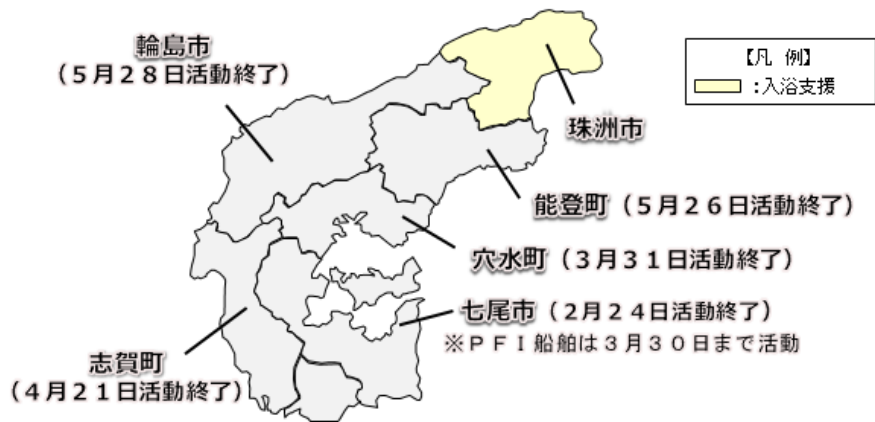 輪島市
（５月２８日活動終了）
【凡 例】
：入浴支援
珠洲市
能登町（５月２６日活動終了）
穴水町（３月３１日活動終了）
七尾市（２月２４日活動終了）
※ＰＦＩ船舶は３月３０日まで活動
志賀町
（４月２１日活動終了）